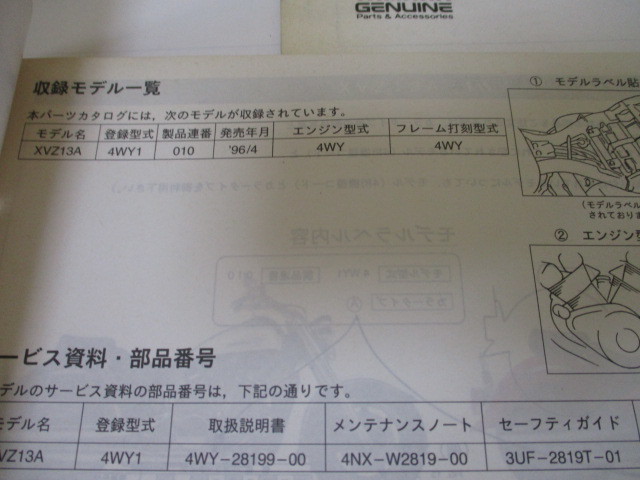 GENUINE
Parts & Accessories
収録モデル一覧
本パーツカタログには，次のモデルが収録されています。
モデル名 登録型式 製品連番 発売年月 エンジン型式 フレーム打刻型式
XVZ13A 4WY1 010 '96/4 4WY 4WY
① モデルラベル貼
(モデルラベル
されておりま
② エンジン型
ービス資料・部品番号
デルのサービス資料の部品番号は，下記の通りです。
モデル名 登録型式 取扱説明書 メンテナンスノート セーフティガイド
VZ13A 4WY1 4WY-28199-00 4NX-W2819-00 3UF-2819T-01